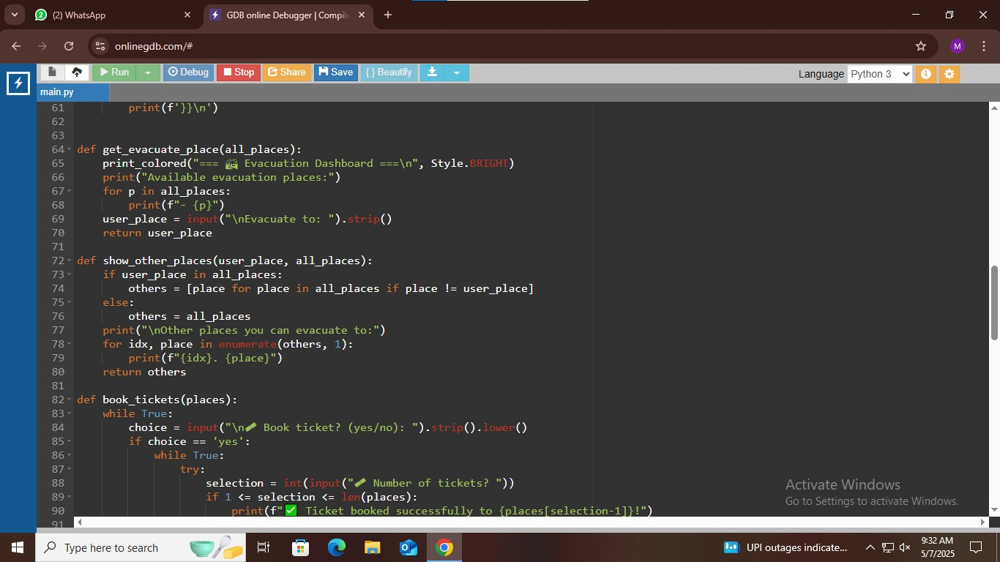 (2) WhatsApp
GDB online Debugger | Compile
onlinegdb.com/#
M
Run Debug Stop Share Save { } Beautify Language Python 3
main.py
61 print(f'}}\n')
62
63
64 def get_evacuate_place(all_places):
65 print_colored("=== 🏘 Evacuation Dashboard ===\n", Style.BRIGHT)
66 print("Available evacuation places:")
67 for p in all_places:
68 print(f"- {p}")
69 user_place = input("\nEvacuate to: ").strip()
70 return user_place
71
72 def show_other_places(user_place, all_places):
73 if user_place in all_places:
74 others = [place for place in all_places if place != user_place]
75 else:
76 others = all_places
77 print("\nOther places you can evacuate to:")
78 for idx, place in enumerate(others, 1):
79 print(f"{idx}. {place}")
80 return others
81
82 def book_tickets(places):
83 while True:
84 choice = input("\n🎟 Book ticket? (yes/no): ").strip().lower()
85 if choice == 'yes':
86 while True:
87 try:
88 selection = int(input("🎟 Number of tickets? "))
89 if 1 <= selection <= len(places):
90 print(f"✅ Ticket booked successfully to {places[selection-1]}!")
91
Activate Windows
Go to Settings to activate Windows.
Type here to search
UPI outages indicate...
9:32 AM
5/7/2025